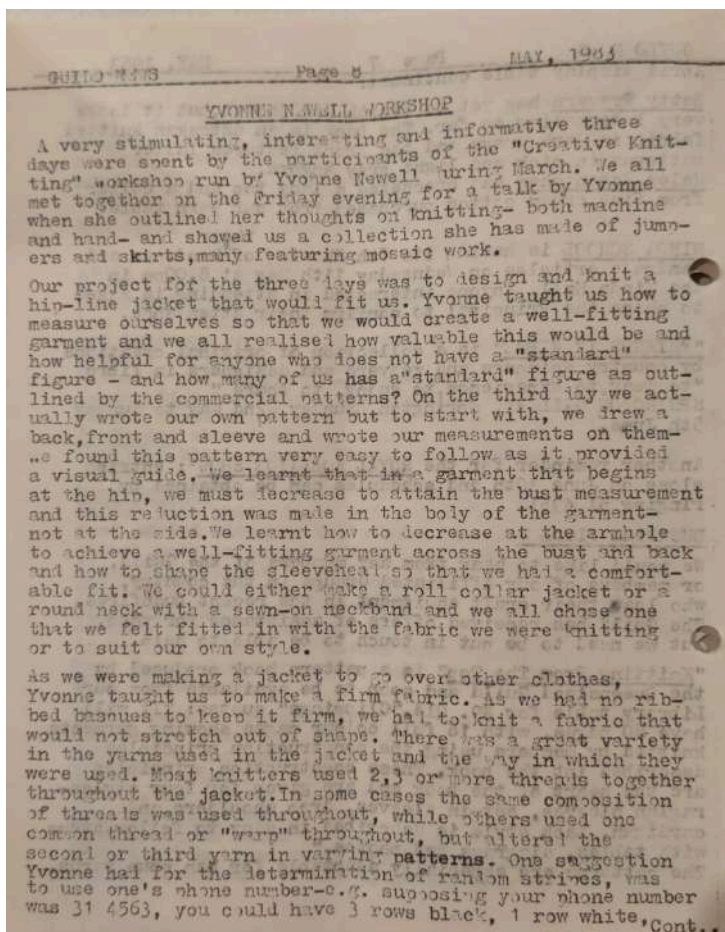 GUILD NEWS Page 8 MAY, 1983
YVONNE NEWELL WORKSHOP
A very stimulating, interesting and informative three
days were spent by the participants of the "Creative Knit-
ting" workshop run by Yvonne Newell during March. We all
met together on the Friday evening for a talk by Yvonne
when she outlined her thoughts on knitting- both machine
and hand- and showed us a collection she has made of jump-
ers and skirts,many featuring mosaic work.
Our project for the three days was to design and knit a
hip-line jacket that would fit us. Yvonne taught us how to
measure ourselves so that we would create a well-fitting
garment and we all realised how valuable this would be and
how helpful for anyone who does not have a "standard"
figure - and how many of us has a"standard" figure as out-
lined by the commercial patterns? On the third day we act-
ually wrote our own pattern but to start with, we drew a
back,front and sleeve and wrote our measurements on them-
We found this pattern very easy to follow as it provided
a visual guide. We learnt that in a garment that begins
at the hip, we must decrease to attain the bust measurement
and this reduction was made in the body of the garment-
not at the side.We learnt how to decrease at the armhole
to achieve a well-fitting garment across the bust and back
and how to shape the sleevehead so that we had a comfort-
able fit. We could either make a roll collar jacket or a
round neck with a sewn-on neckband and we all chose one
that we felt fitted in with the fabric we were knitting
or to suit our own style.
As we were making a jacket to go over other clothes,
Yvonne taught us to make a firm fabric. As we had no rib-
bed basques to keep it firm, we had to knit a fabric that
would not stretch out of shape. There was a great variety
in the yarns used in the jacket and the way in which they
were used. Most knitters used 2,3 or more threads together
throughout the jacket.In some cases the same composition
of threads was used throughout, while others used one
common thread or "warp" throughout, but altered the
second or third yarn in varying patterns. One suggestion
Yvonne had for the determination of random stripes, was
to use one's phone number-e.g. supposing your phone number
was 31 4563, you could have 3 rows black, 1 row white,
Cont..